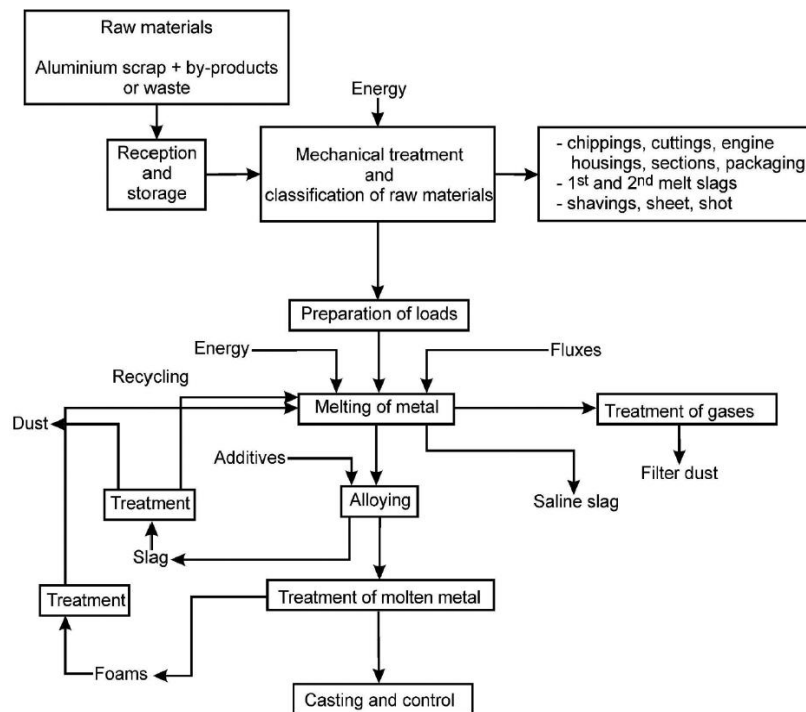 Raw materials
Aluminium scrap + by-products
or waste
Energy
Reception
and
storage
Mechanical treatment
and
classification of raw materials
- chippings, cuttings, engine
housings, sections, packaging
- 1st and 2nd melt slags
- shavings, sheet, shot
Preparation of loads
Energy
Fluxes
Recycling
Melting of metal
Treatment of gases
Dust
Additives
Filter dust
Treatment
Alloying
Saline slag
Slag
Treatment
Treatment of molten metal
Foams
Casting and control